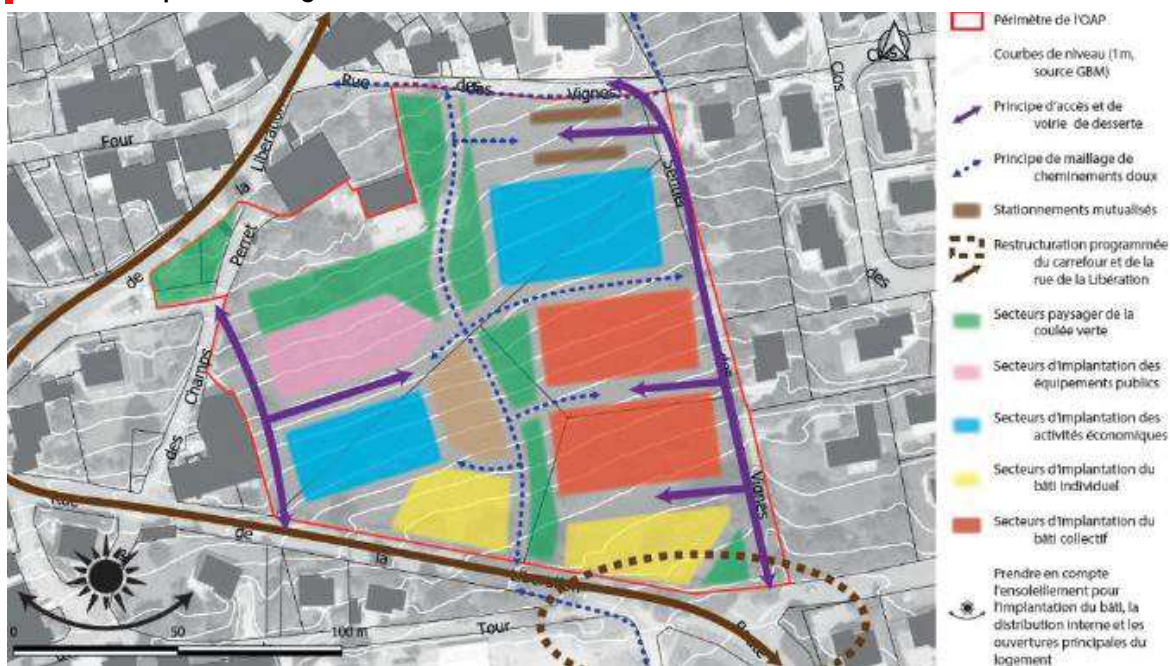 Rue
des
Vignes
Clos
Clos
des
Four
Libération
la
de
Perret
Champs
des
Sentier
des
Vignes
Rue
de
la
Tour
0
50
100 m
Périmètre de l'OAP
Courbes de niveau (1m,
source GBM)
Principe d'accès et de
voirie de desserte
Principe de maillage de
cheminements doux
Stationnements mutualisés
Restructuration programmée
du carrefour et de la
rue de la Libération
Secteurs paysager de la
coulée verte
Secteurs d'implantation des
équipements publics
Secteurs d'implantation des
activités économiques
Secteurs d'implantation du
bâti individuel
Secteurs d'implantation du
bâti collectif
Prendre en compte
l'ensoleillement pour
l'implantation du bâti, la
distribution interne et les
ouvertures principales du
logement